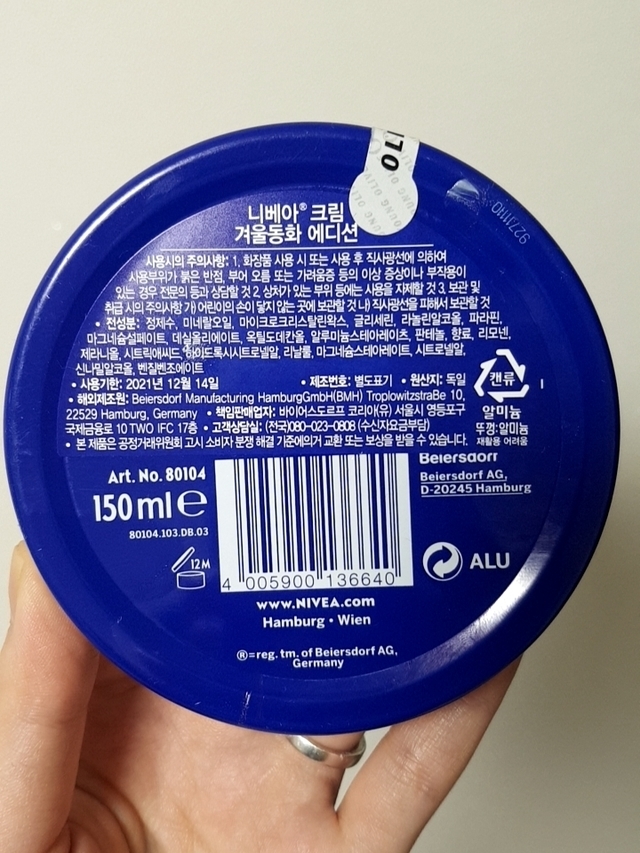 OLI
92731110
니베아® 크림
겨울동화 에디션
사용시의 주의사항: 1. 화장품 사용 시 또는 사용 후 직사광선에 의하여
사용부위가 붉은 반점, 부어 오름 또는 가려움증 등의 이상 증상이나 부작용이
있는 경우 전문의 등과 상담할 것 2. 상처가 있는 부위 등에는 사용을 자제할 것 3. 보관 및
취급 시의 주의사항 가) 어린이의 손이 닿지 않는 곳에 보관할 것 나) 직사광선을 피해서 보관할 것
• 전성분: 정제수, 미네랄오일, 마이크로크리스탈린왁스, 글리세린, 라놀린알코올, 파라핀,
마그네슘설페이트, 데실올리에이트, 옥틸도데칸올, 알루미늄스테아레이츠, 판테놀, 향료, 리모넨,
제라니올, 시트릭애씨드, 하이드록시시트로넬알, 리날룰, 마그네슘스테아레이트, 시트로넬알,
신나밀알코올, 벤질벤조에이트
• 사용기한: 2021년 12월 14일 • 제조번호: 별도표기 • 원산지: 독일
• 해외제조원: Beiersdorf Manufacturing HamburgGmbH(BMH) TroplowitzstraBe 10,
22529 Hamburg, Germany • 책임판매업자: 바이어스도르프 코리아(유) 서울시 영등포구
국제금융로 10 TWO IFC 17층 • 고객상담실: (전국)080-023-0808 (수신자요금부담)
• 본 제품은 공정거래위원회 고시 소비자 분쟁 해결 기준에의거 교환 또는 보상을 받을 수 있습니다.
캔류
알미늄
뚜껑:알미늄
재활용 어려움
Beiersdorf
Beiersdorf AG,
D-20245 Hamburg
Art. No. 80104
150 ml e
80104.103.DB.03
12M
4 005900 136640
ALU
www.NIVEA.com
Hamburg • Wien
®=reg. tm. of Beiersdorf AG,
Germany